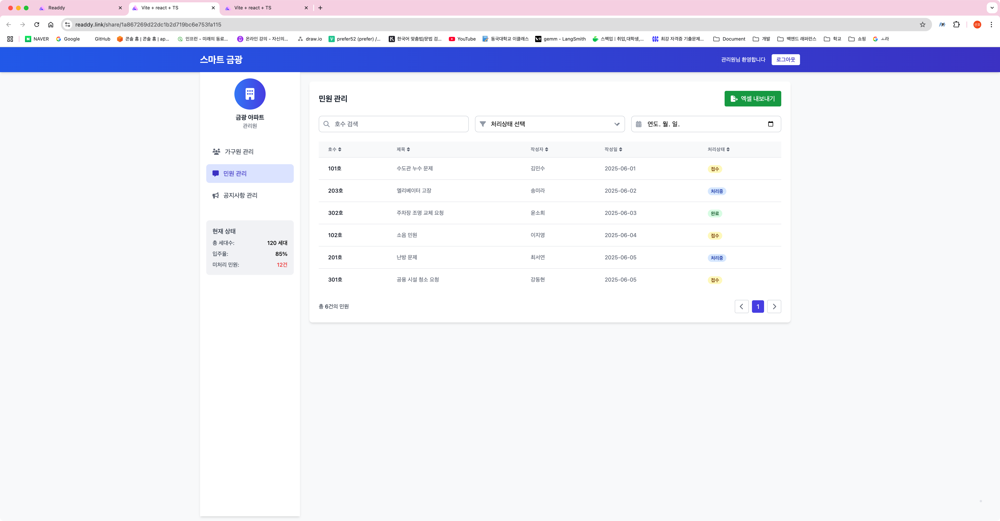 Readdy
Vite + react + TS
Vite + react + TS
readdy.link/share/1a867269d22dc1b2d719bc6e753fa115
선호
NAVER
Google
GitHub
콘솔 홈 | 콘솔 홈 | ap...
인프런 - 미래의 동료...
온라인 강의 - 자신의...
draw.io
prefer52 (prefer) /...
한국어 맞춤법/문법 검...
YouTube
동국대학교 이클래스
gemm - LangSmith
스펙업 | 취업,대학생,...
최강 자격증 기출문제...
Document
개발
백엔드 래퍼런스
학교
쇼핑
ㅗ라
스마트 금광
관리원님 환영합니다
로그아웃
금광 아파트
관리원
가구원 관리
민원 관리
공지사항 관리
현재 상태
총 세대수: 120 세대
입주율: 85%
미처리 민원: 12건
민원 관리
엑셀 내보내기
호수 검색
처리상태 선택
연도. 월. 일.
호수 제목 작성자 작성일 처리상태
101호 수도관 누수 문제 김민수 2025-06-01 접수
203호 엘리베이터 고장 송미라 2025-06-02 처리중
302호 주차장 조명 교체 요청 윤소희 2025-06-03 완료
102호 소음 민원 이지영 2025-06-04 접수
201호 난방 문제 최서연 2025-06-05 처리중
301호 공용 시설 청소 요청 강동현 2025-06-05 접수
총 6건의 민원
1